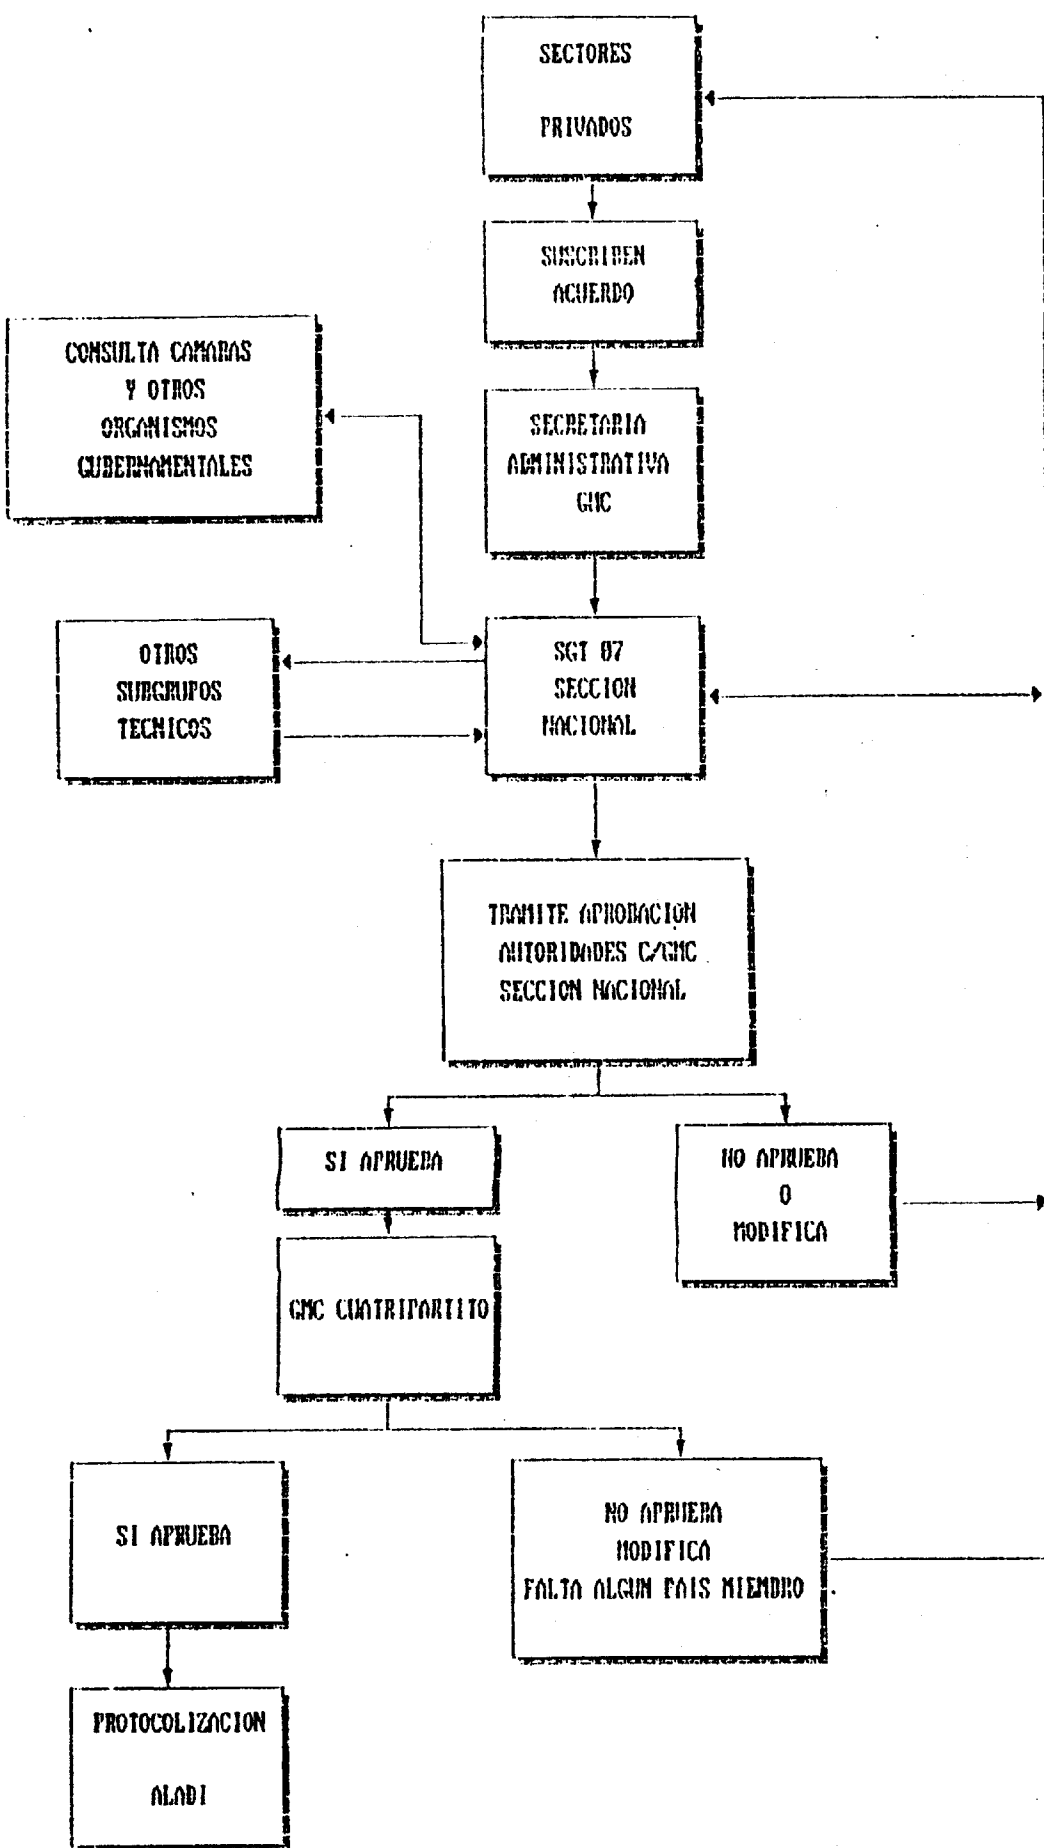 SECTORES
PRIVADOS
SUSCRIBEN
ACUERDO
CONSULTA CAMARAS
Y OTROS
ORGANISMOS
GUBERNAMENTALES
SECRETARIA
ADMINISTRATIVA
GMC
OTROS
SUBGRUPOS
TECNICOS
SGT 07
SECCION
NACIONAL
TRAMITE APROBACION
AUTORIDADES C/GMC
SECCION NACIONAL
SI APRUEBA
NO APRUEBA
O
MODIFICA
GMC CUATRIPARTITO
SI APRUEBA
NO APRUEBA
MODIFICA
FALTA ALGUN PAIS MIEMBRO
PROTOCOLIZACION
ALADI